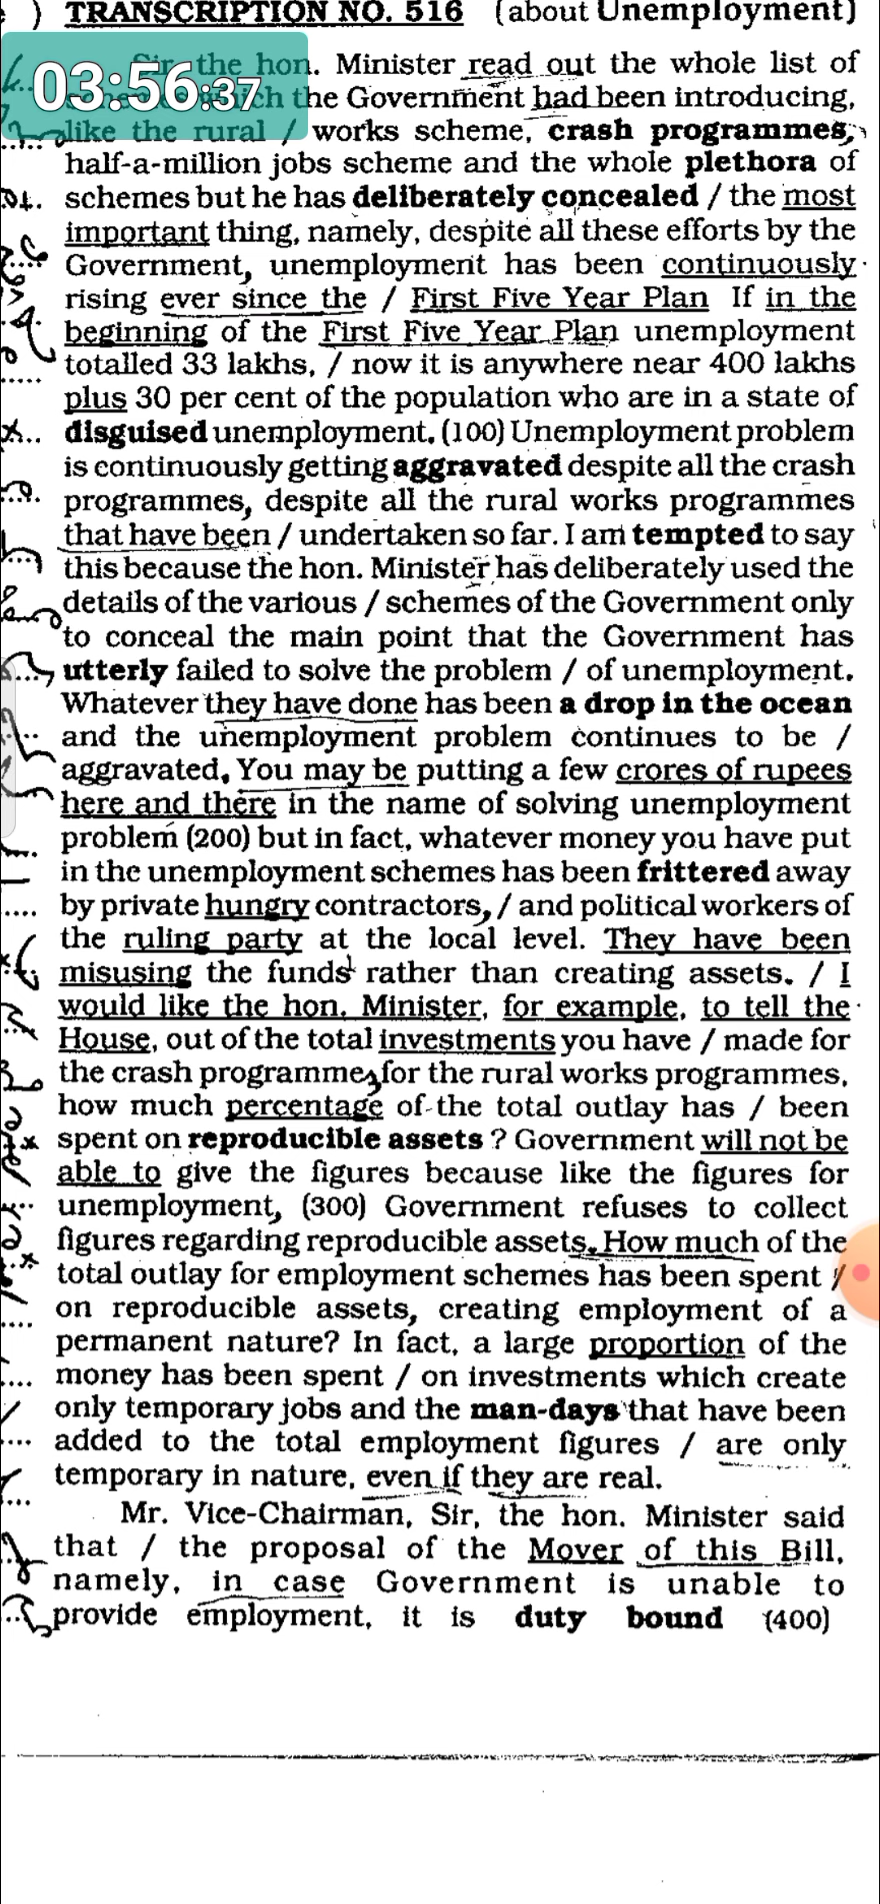 ) TRANSCRIPTION NO. 516 (about Unemployment)
03:56:37
Sir, the hon. Minister read out the whole list of
which the Government had been introducing,
like the rural / works scheme, crash programmes,
half-a-million jobs scheme and the whole plethora of
schemes but he has deliberately concealed / the most
important thing, namely, despite all these efforts by the
Government, unemployment has been continuously
rising ever since the / First Five Year Plan If in the
beginning of the First Five Year Plan unemployment
totalled 33 lakhs, / now it is anywhere near 400 lakhs
plus 30 per cent of the population who are in a state of
disguised unemployment. (100) Unemployment problem
is continuously getting aggravated despite all the crash
programmes, despite all the rural works programmes
that have been / undertaken so far. I am tempted to say
this because the hon. Minister has deliberately used the
details of the various / schemes of the Government only
to conceal the main point that the Government has
utterly failed to solve the problem / of unemployment.
Whatever they have done has been a drop in the ocean
and the unemployment problem continues to be /
aggravated. You may be putting a few crores of rupees
here and there in the name of solving unemployment
problem (200) but in fact, whatever money you have put
in the unemployment schemes has been frittered away
by private hungry contractors, / and political workers of
the ruling party at the local level. They have been
misusing the funds rather than creating assets. / I
would like the hon. Minister, for example, to tell the
House, out of the total investments you have / made for
the crash programme, for the rural works programmes,
how much percentage of the total outlay has / been
spent on reproducible assets ? Government will not be
able to give the figures because like the figures for
unemployment, (300) Government refuses to collect
figures regarding reproducible assets. How much of the
total outlay for employment schemes has been spent /
on reproducible assets, creating employment of a
permanent nature? In fact, a large proportion of the
money has been spent / on investments which create
only temporary jobs and the man-days that have been
added to the total employment figures / are only
temporary in nature, even if they are real.
Mr. Vice-Chairman, Sir, the hon. Minister said
that / the proposal of the Mover of this Bill,
namely, in case Government is unable to
provide employment, it is duty bound (400)